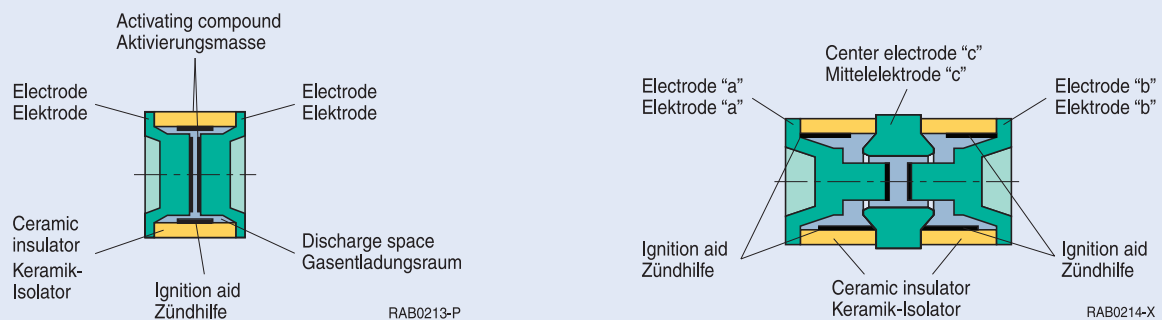 Activating compound
Aktivierungsmasse
Electrode
Elektrode
Electrode
Elektrode
Ceramic
insulator
Keramik-
Isolator
Ignition aid
Zündhilfe
Discharge space
Gasentladungsraum
RAB0213-P
Center electrode “c”
Mittelelektrode “c”
Electrode “a”
Elektrode “a”
Electrode “b”
Elektrode “b”
Ignition aid
Zündhilfe
Ceramic insulator
Keramik-Isolator
Ignition aid
Zündhilfe
RAB0214-X